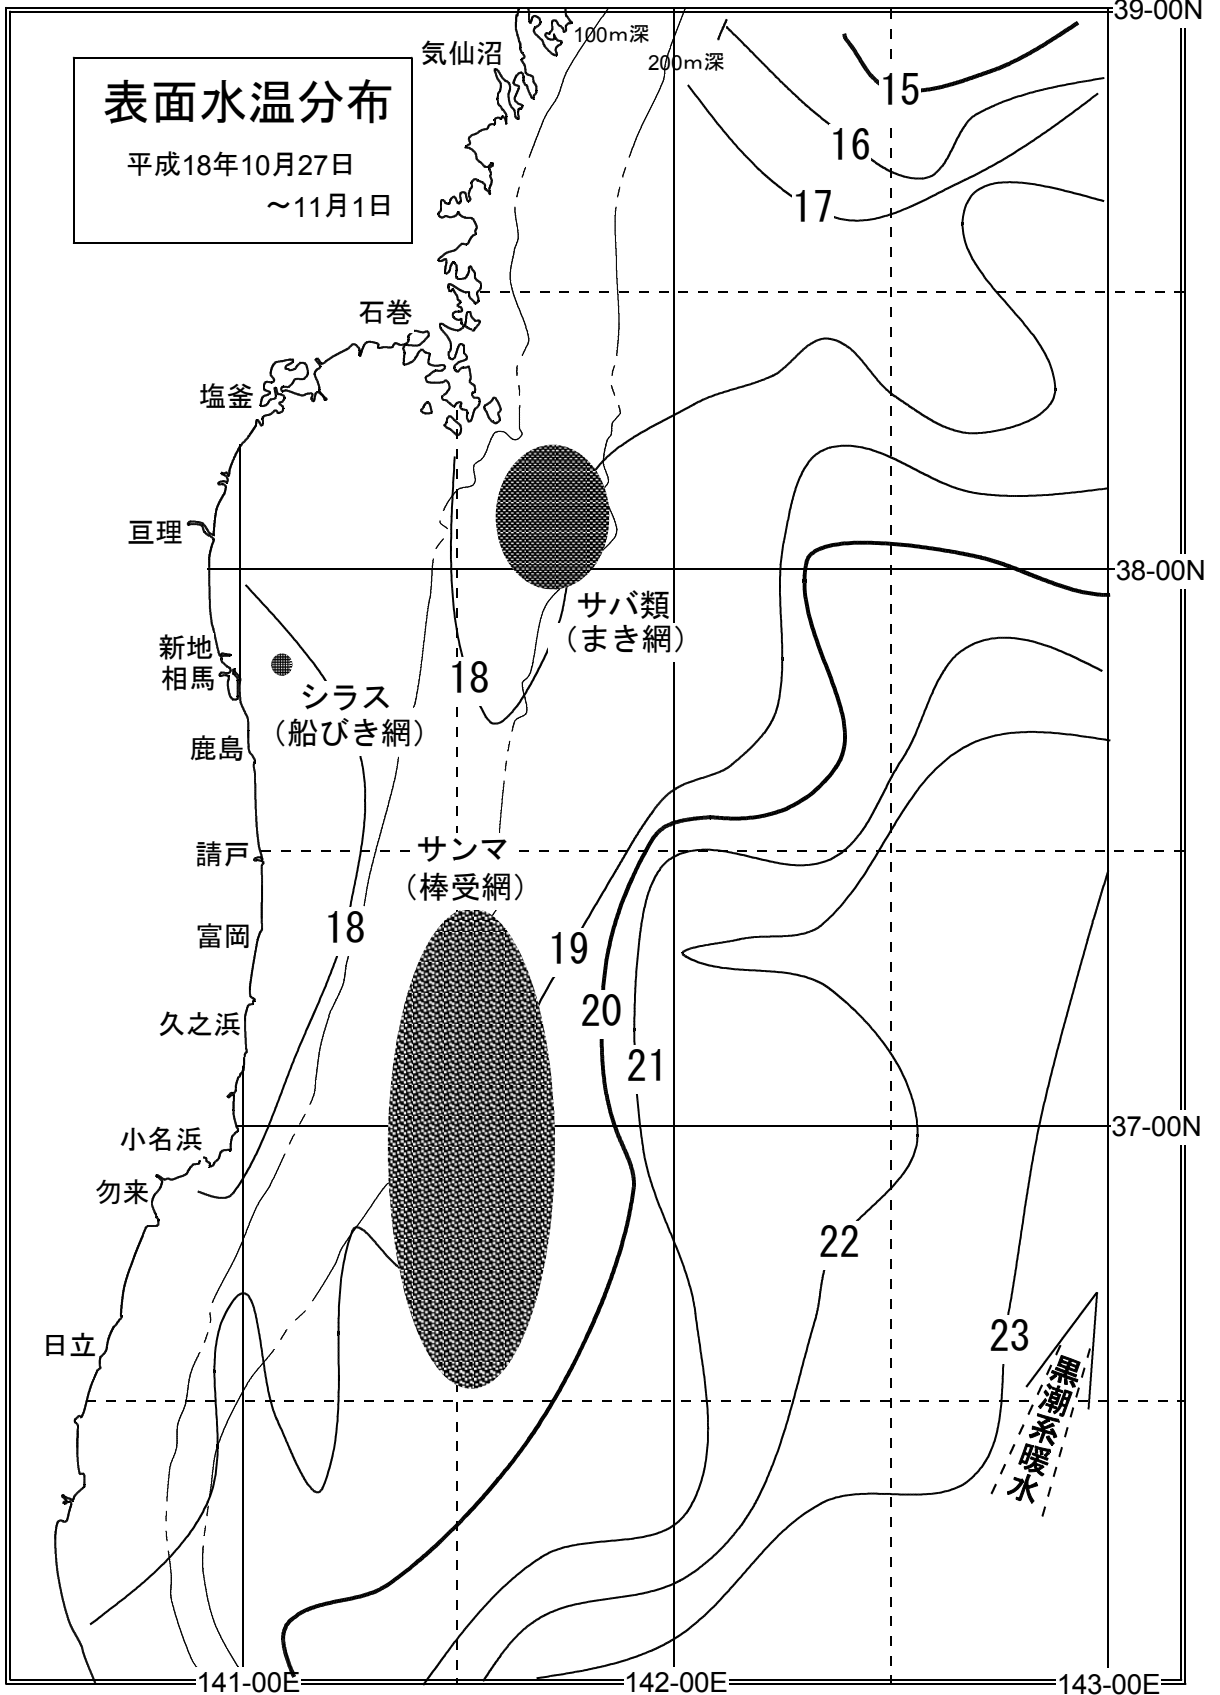 39-00N
100m深
気仙沼
200m深
表面水温分布
平成18年10月27日
～11月1日
15
16
17
石巻
塩釜
亘理
38-00N
サバ類
（まき網）
新地
相馬
18
シラス
（船びき網）
鹿島
請戸
サンマ
（棒受網）
富岡
18
19
久之浜
20
21
37-00N
小名浜
勿来
22
23
日立
黒潮系暖水
141-00E
142-00E
143-00E